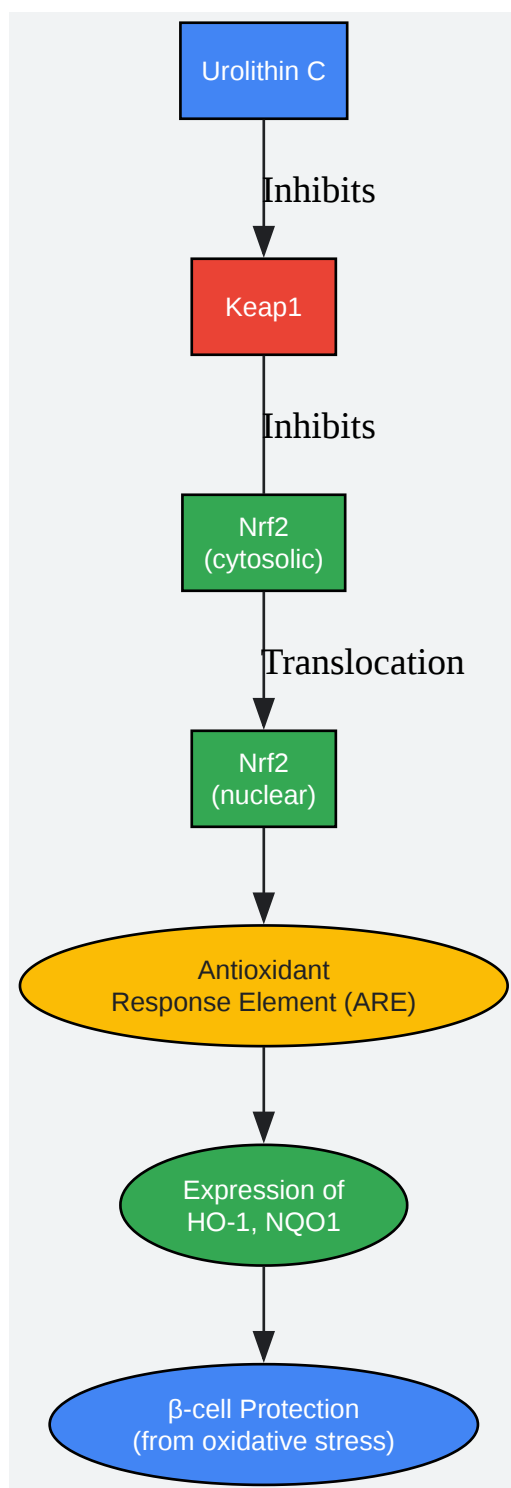 Urolithin C
Inhibits
Keap1
Inhibits
Nrf2
(cytosolic)
Translocation
Nrf2
(nuclear)
Antioxidant
Response Element (ARE)
Expression of
HO-1, NQO1
β-cell Protection
(from oxidative stress)